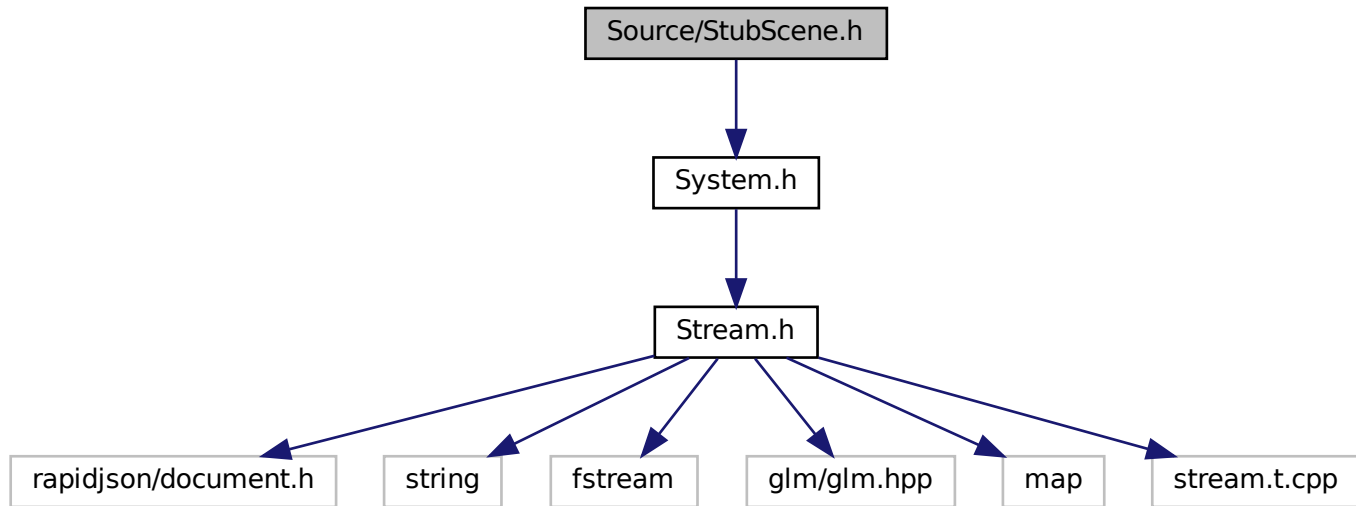 Source/StubScene.h
System.h
Stream.h
rapidjson/document.h
string
fstream
glm/glm.hpp
map
stream.t.cpp